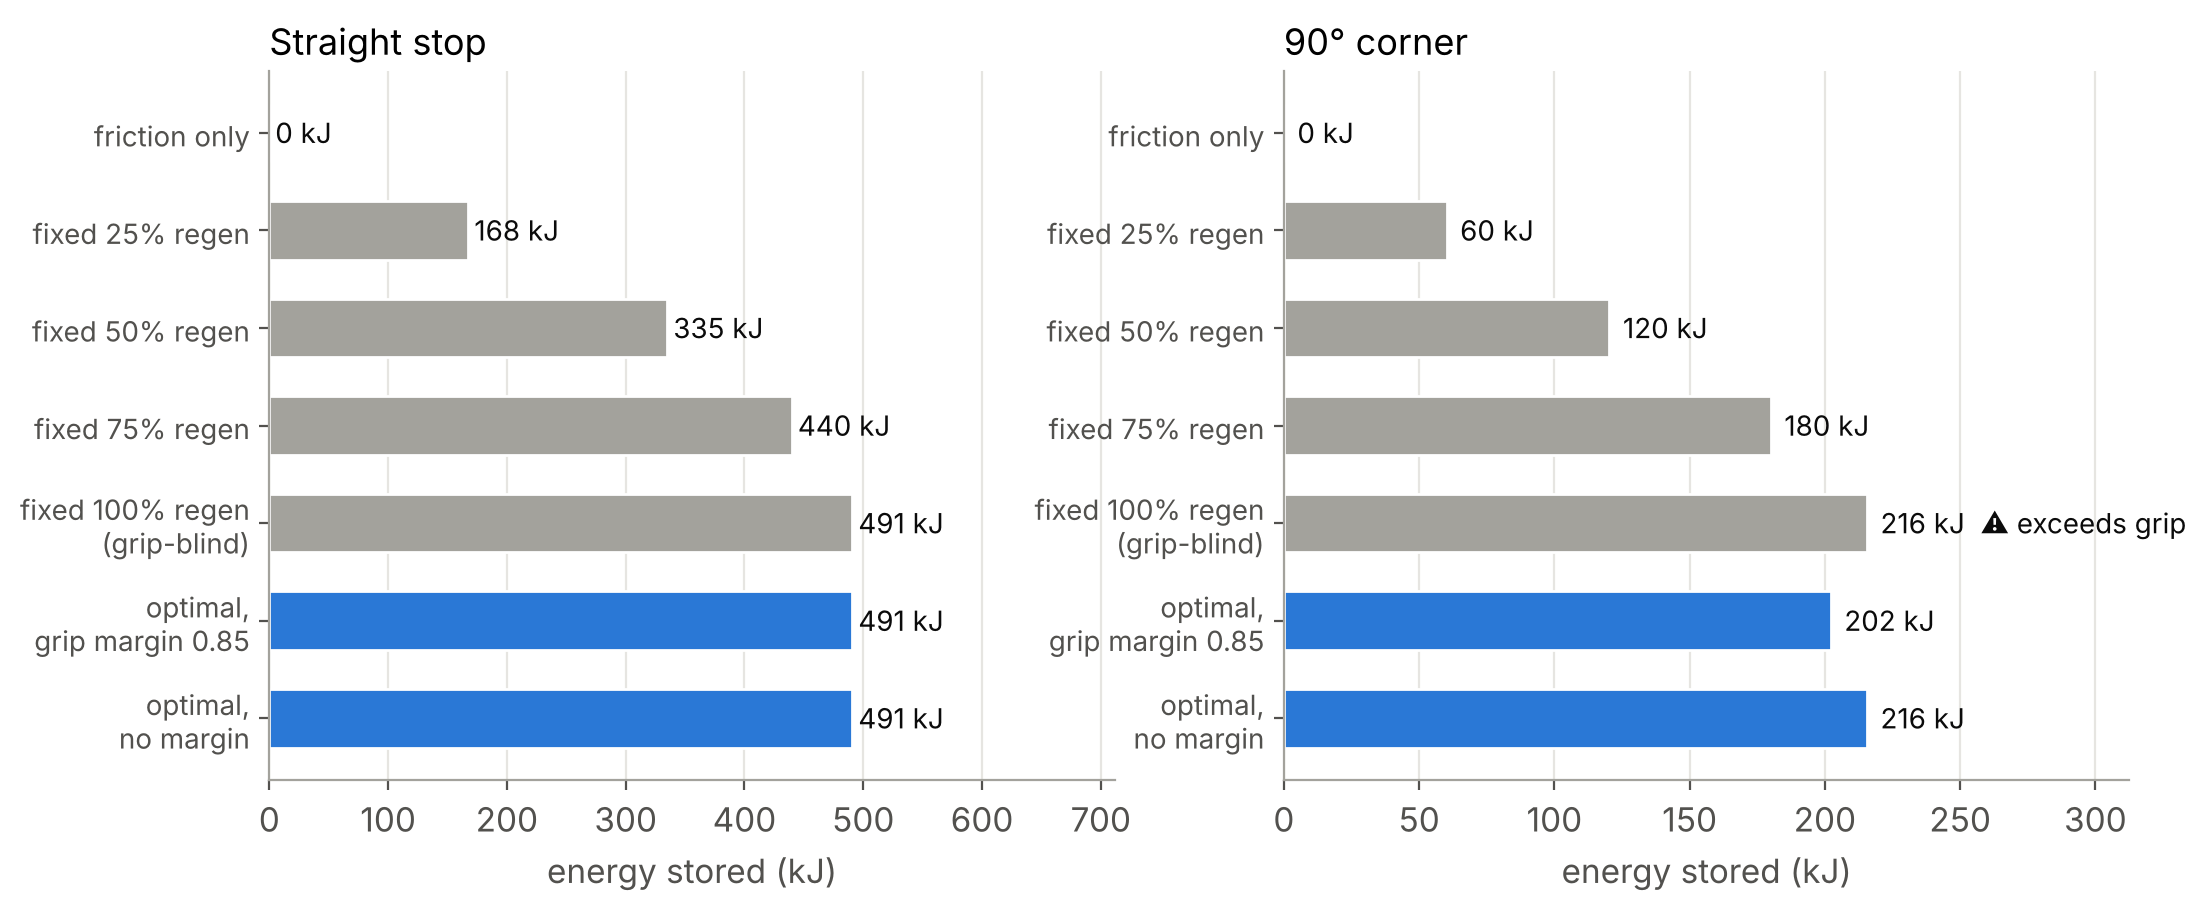 Straight stop
friction only
0 kJ
fixed 25% regen
168 kJ
fixed 50% regen
335 kJ
fixed 75% regen
440 kJ
fixed 100% regen
(grip-blind)
491 kJ
optimal,
grip margin 0.85
491 kJ
optimal,
no margin
491 kJ
0 100 200 300 400 500 600 700
energy stored (kJ)
90° corner
friction only
0 kJ
fixed 25% regen
60 kJ
fixed 50% regen
120 kJ
fixed 75% regen
180 kJ
fixed 100% regen
(grip-blind)
216 kJ ⚠ exceeds grip
optimal,
grip margin 0.85
202 kJ
optimal,
no margin
216 kJ
0 50 100 150 200 250 300
energy stored (kJ)